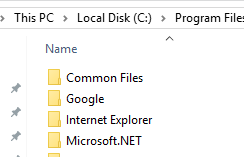 This PC > Local Disk (C:) > Program Files
Name
Common Files
Google
Internet Explorer
Microsoft.NET